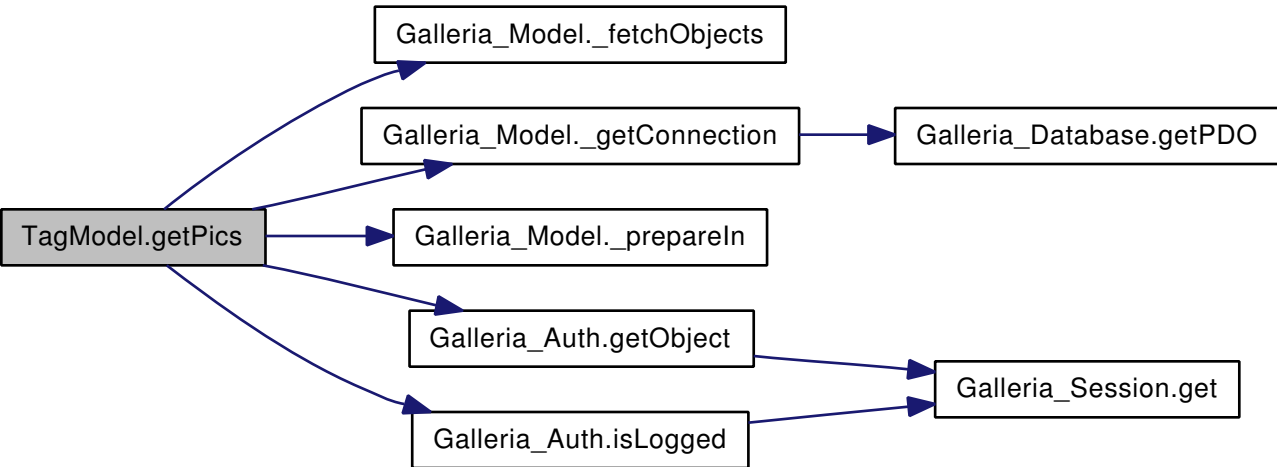 Galleria_Model._fetchObjects
Galleria_Model._getConnection
Galleria_Database.getPDO
TagModel.getPics
Galleria_Model._prepareIn
Galleria_Auth.getObject
Galleria_Session.get
Galleria_Auth.isLogged